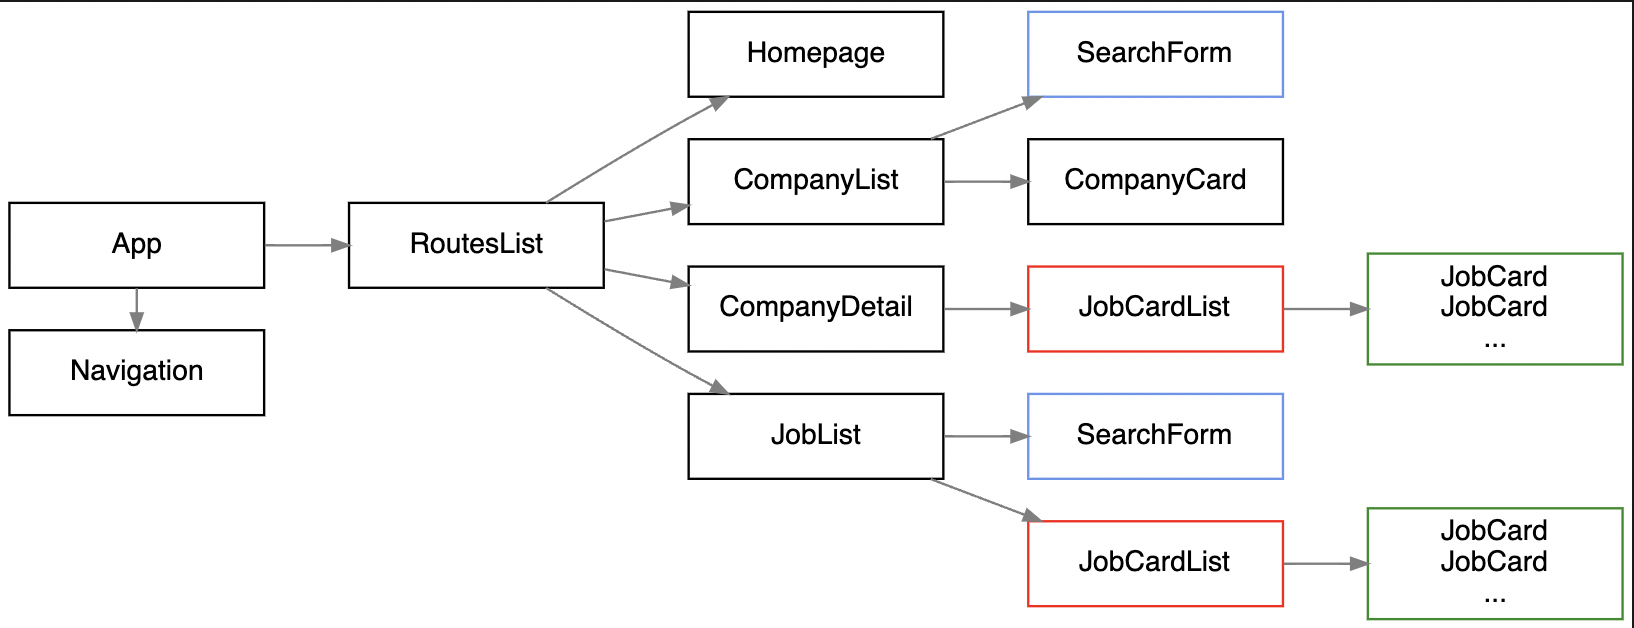 Homepage
SearchForm
CompanyList
CompanyCard
App
RoutesList
CompanyDetail
JobCardList
JobCard
JobCard
...
Navigation
JobList
SearchForm
JobCardList
JobCard
JobCard
...